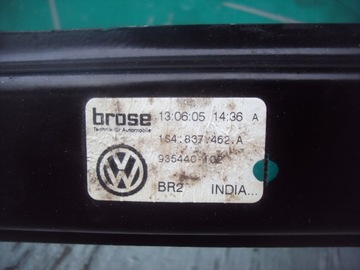 brose 13:06:05 14:36 A
Technik für Automobile
1S4.837.462.A
935440-102
BR2 INDIA...